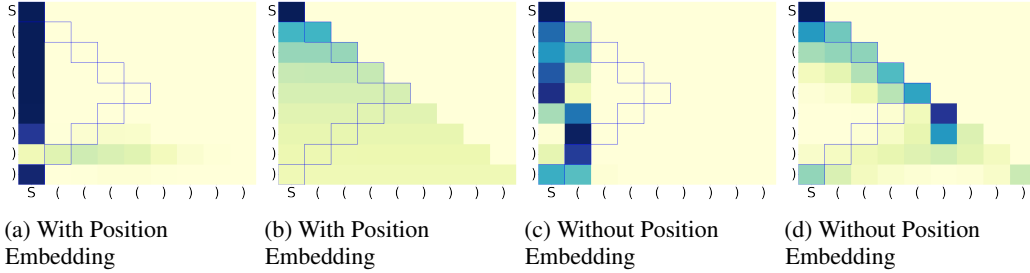 S S S S
( ( ( (
( ( ( (
( ( ( (
( ( ( (
) ) ) )
) ) ) )
) ) ) )
) ) ) )
S ( ( ( ( ) ) ) ) S ( ( ( ( ) ) ) ) S ( ( ( ( ) ) ) ) S ( ( ( ( ) ) ) )
(a) With Position
Embedding
(b) With Position
Embedding
(c) Without Position
Embedding
(d) Without Position
Embedding